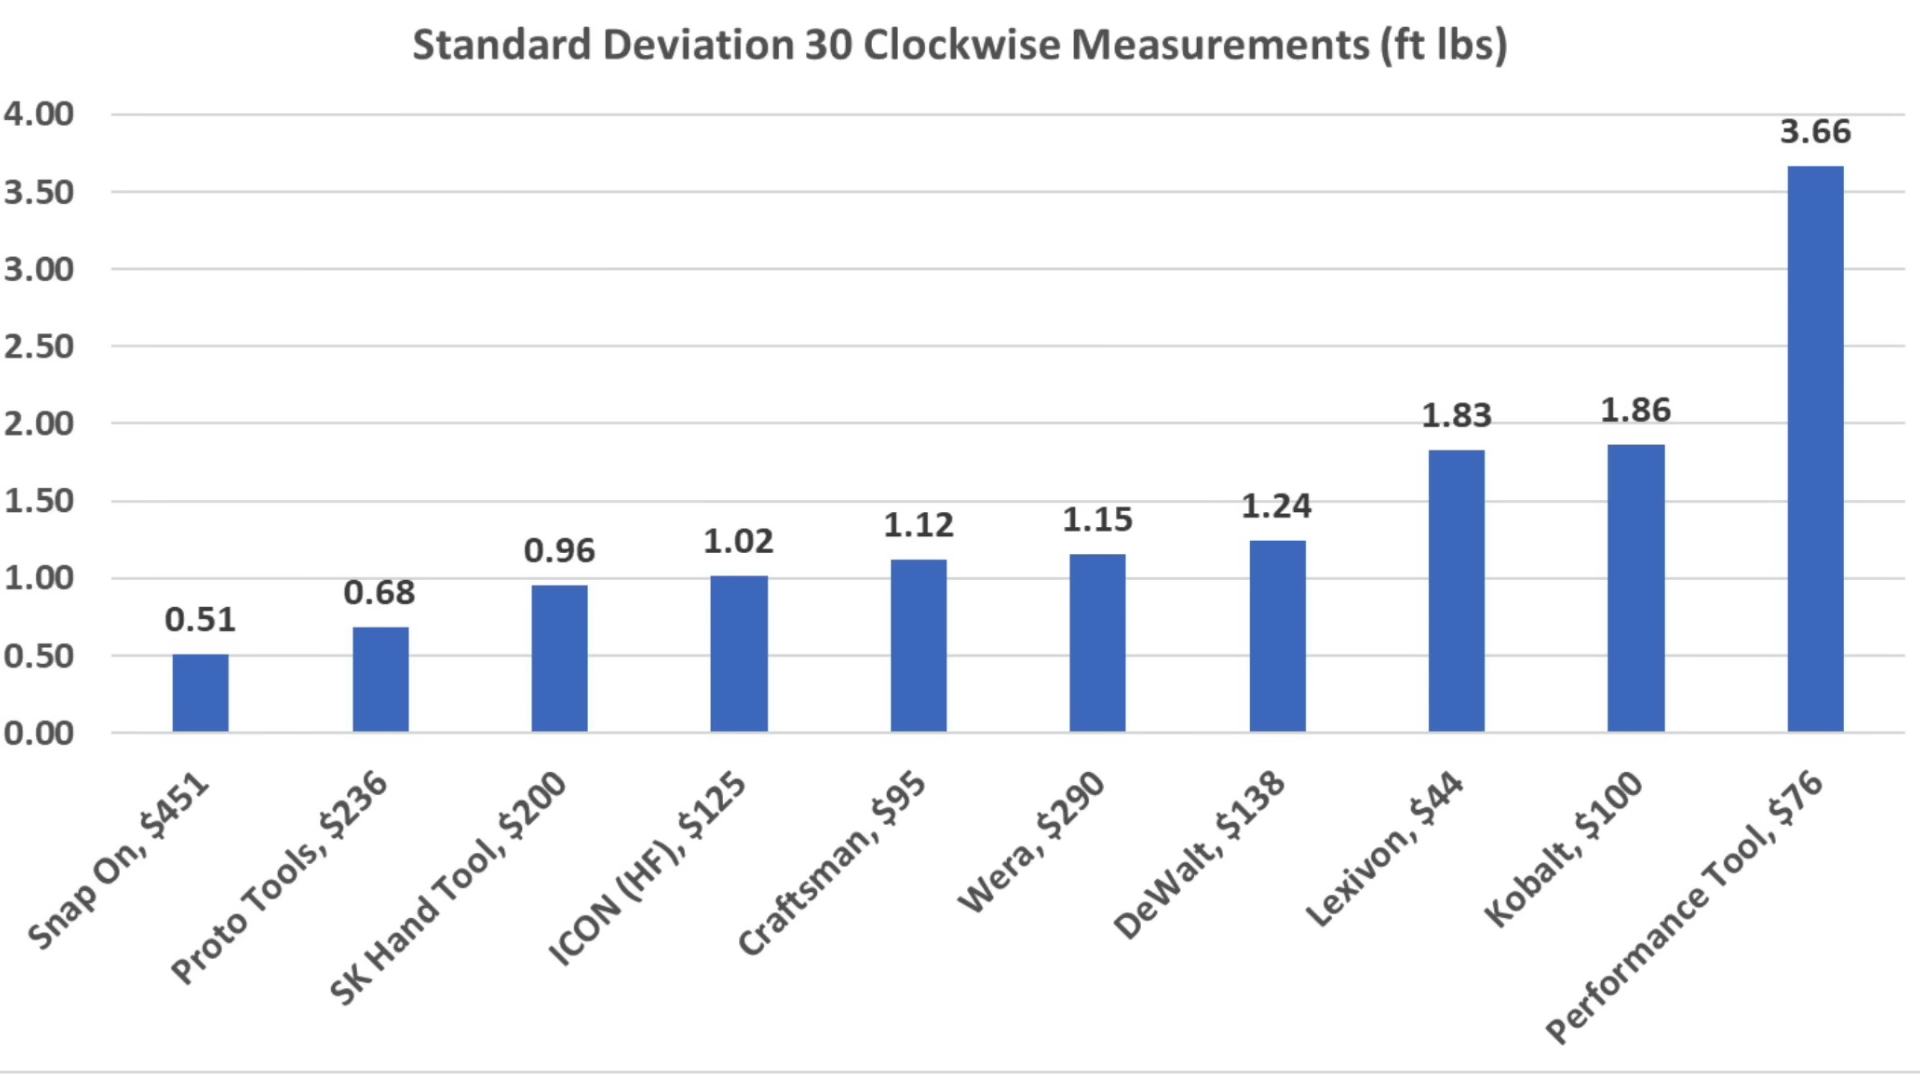 Standard Deviation 30 Clockwise Measurements (ft lbs)
4.00
3.50
3.00
2.50
2.00
1.50
1.00
0.50
0.00
0.51
0.68
0.96
1.02
1.12
1.15
1.24
1.83
1.86
3.66
Snap On, $451
Proto Tools, $236
SK Hand Tool, $200
ICON (HF), $125
Craftsman, $95
Wera, $290
DeWalt, $138
Lexivon, $44
Kobalt, $100
Performance Tool, $76